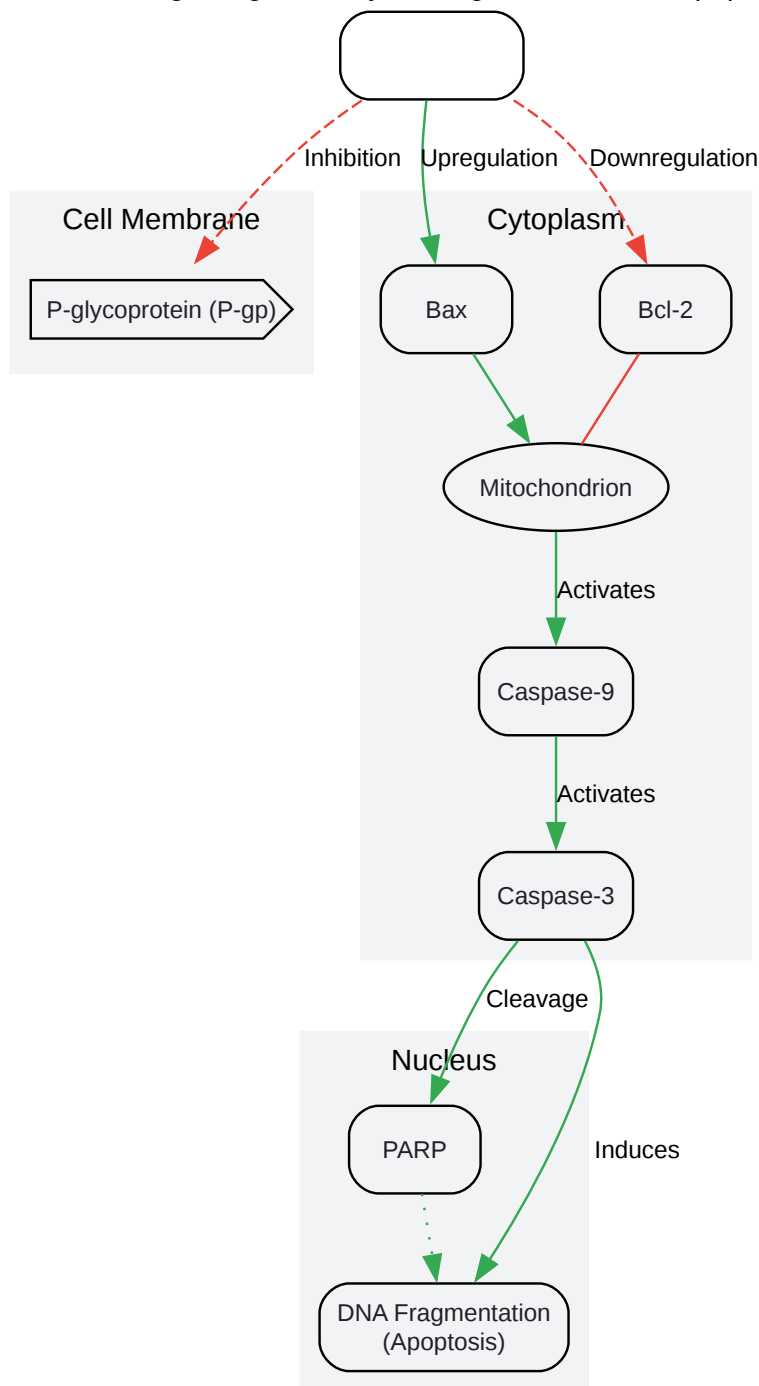 Inhibition
Upregulation
Downregulation
Cell Membrane
Cytoplasm
P-glycoprotein (P-gp)
Bax
Bcl-2
Mitochondrion
Activates
Caspase-9
Activates
Caspase-3
Cleavage
Nucleus
PARP
Induces
DNA Fragmentation
(Apoptosis)